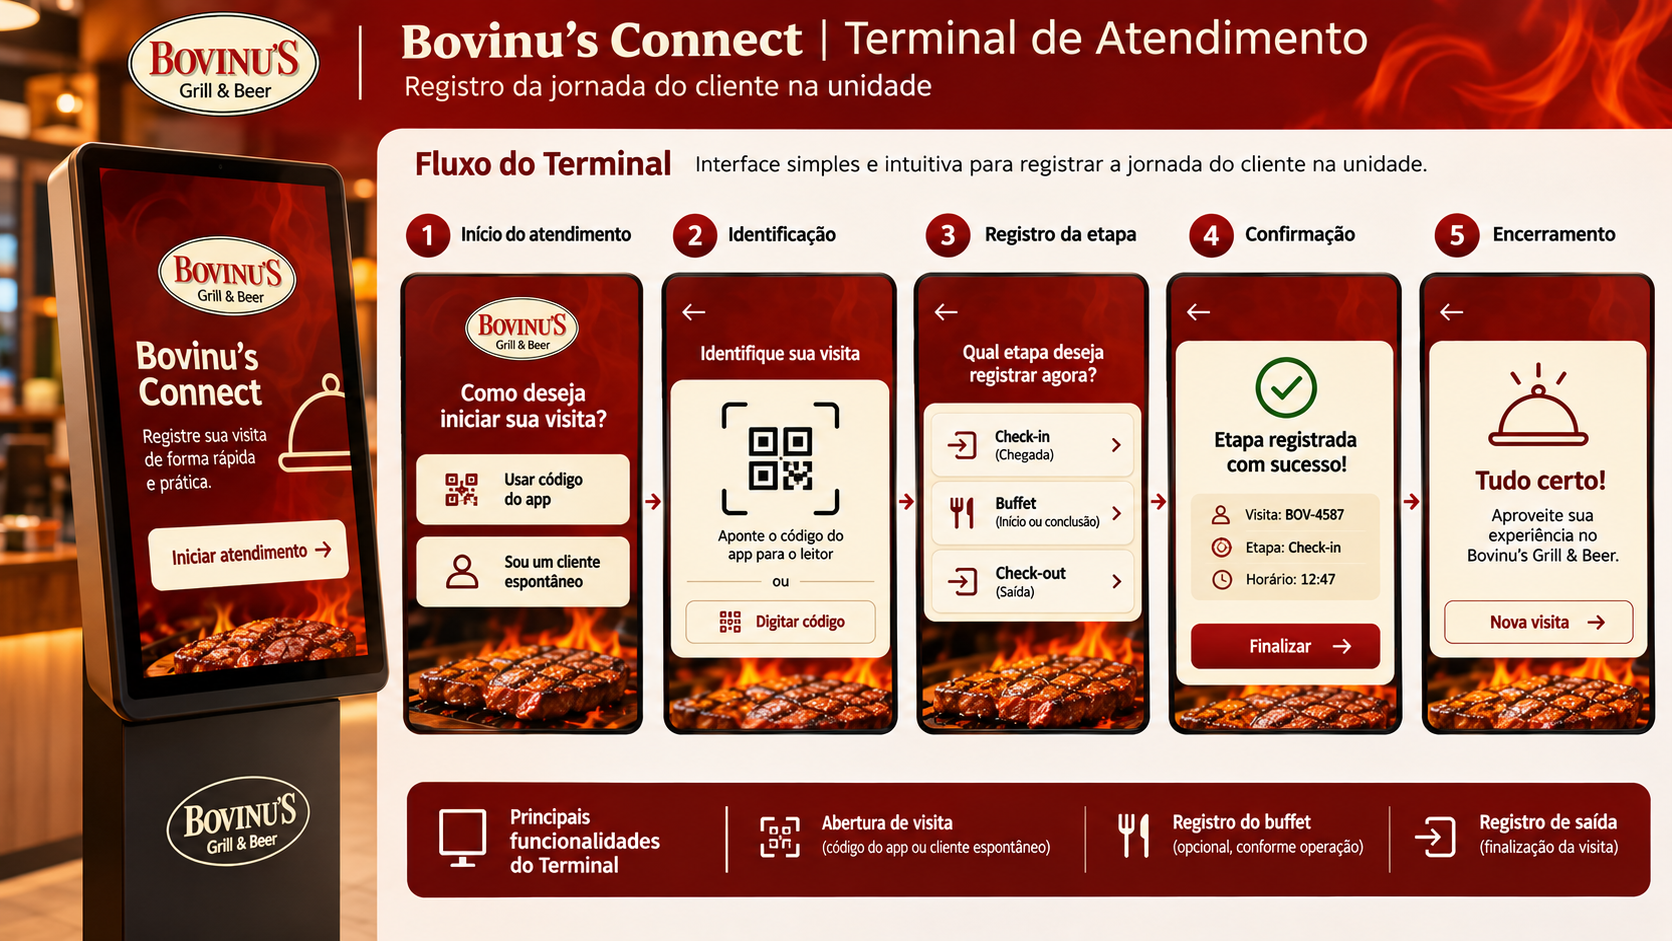 BOVINU'S
Grill & Beer
Bovinu's Connect | Terminal de Atendimento
Registro da jornada do cliente na unidade
BOVINU'S
Grill & Beer
Bovinu's
Connect
Registre sua visita
de forma rápida
e prática.
Iniciar atendimento
BOVINU'S
Grill & Beer
Fluxo do Terminal
Interface simples e intuitiva para registrar a jornada do cliente na unidade.
1 Início do atendimento
BOVINU'S
Grill & Beer
Como deseja
iniciar sua visita?
Usar código
do app
Sou um cliente
espontâneo
2 Identificação
Identifique sua visita
Aponte o código do
app para o leitor
ou
Digitar código
3 Registro da etapa
Qual etapa deseja
registrar agora?
Check-in
(Chegada)
Buffet
(Início ou conclusão)
Check-out
(Saída)
4 Confirmação
Etapa registrada
com sucesso!
Visita: BOV-4587
Etapa: Check-in
Horário: 12:47
Finalizar
5 Encerramento
Tudo certo!
Aproveite sua
experiência no
Bovinu's Grill & Beer.
Nova visita
Principais
funcionalidades
do Terminal
Abertura de visita
(código do app ou cliente espontâneo)
Registro do buffet
(opcional, conforme operação)
Registro de saída
(finalização da visita)